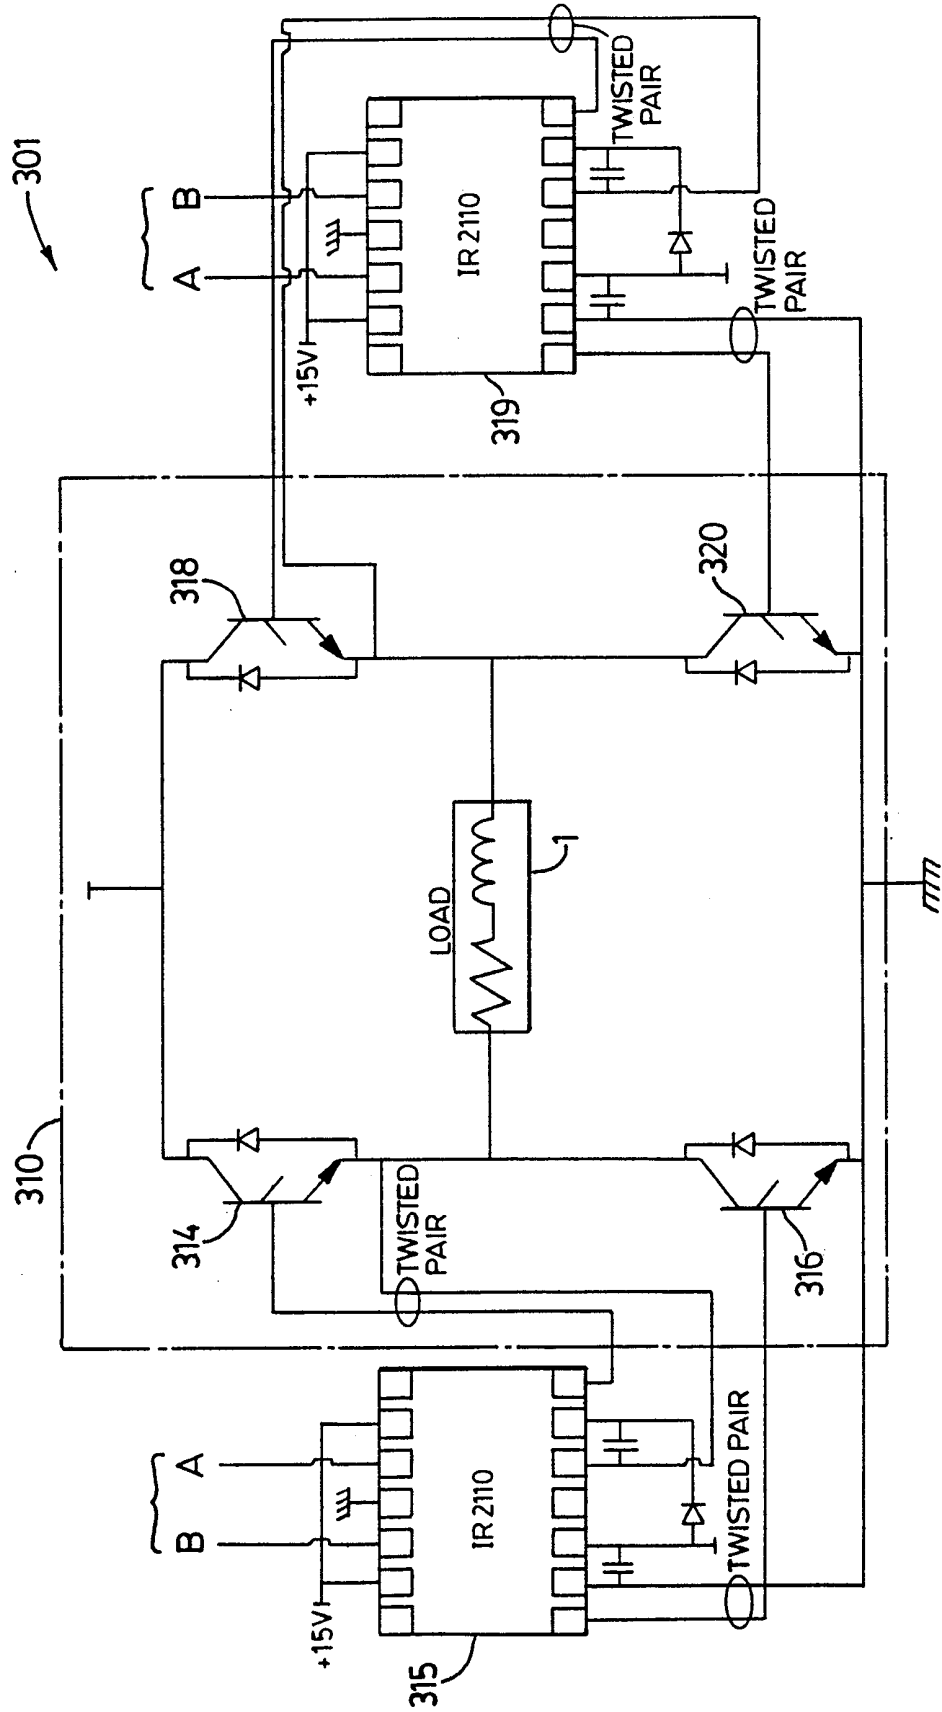 301
310
314
TWISTED
PAIR
318
+15V
B
A
IR 2110
315
TWISTED PAIR
316
LOAD
1
320
+15V
A
B
IR 2110
319
TWISTED
PAIR
TWISTED
PAIR